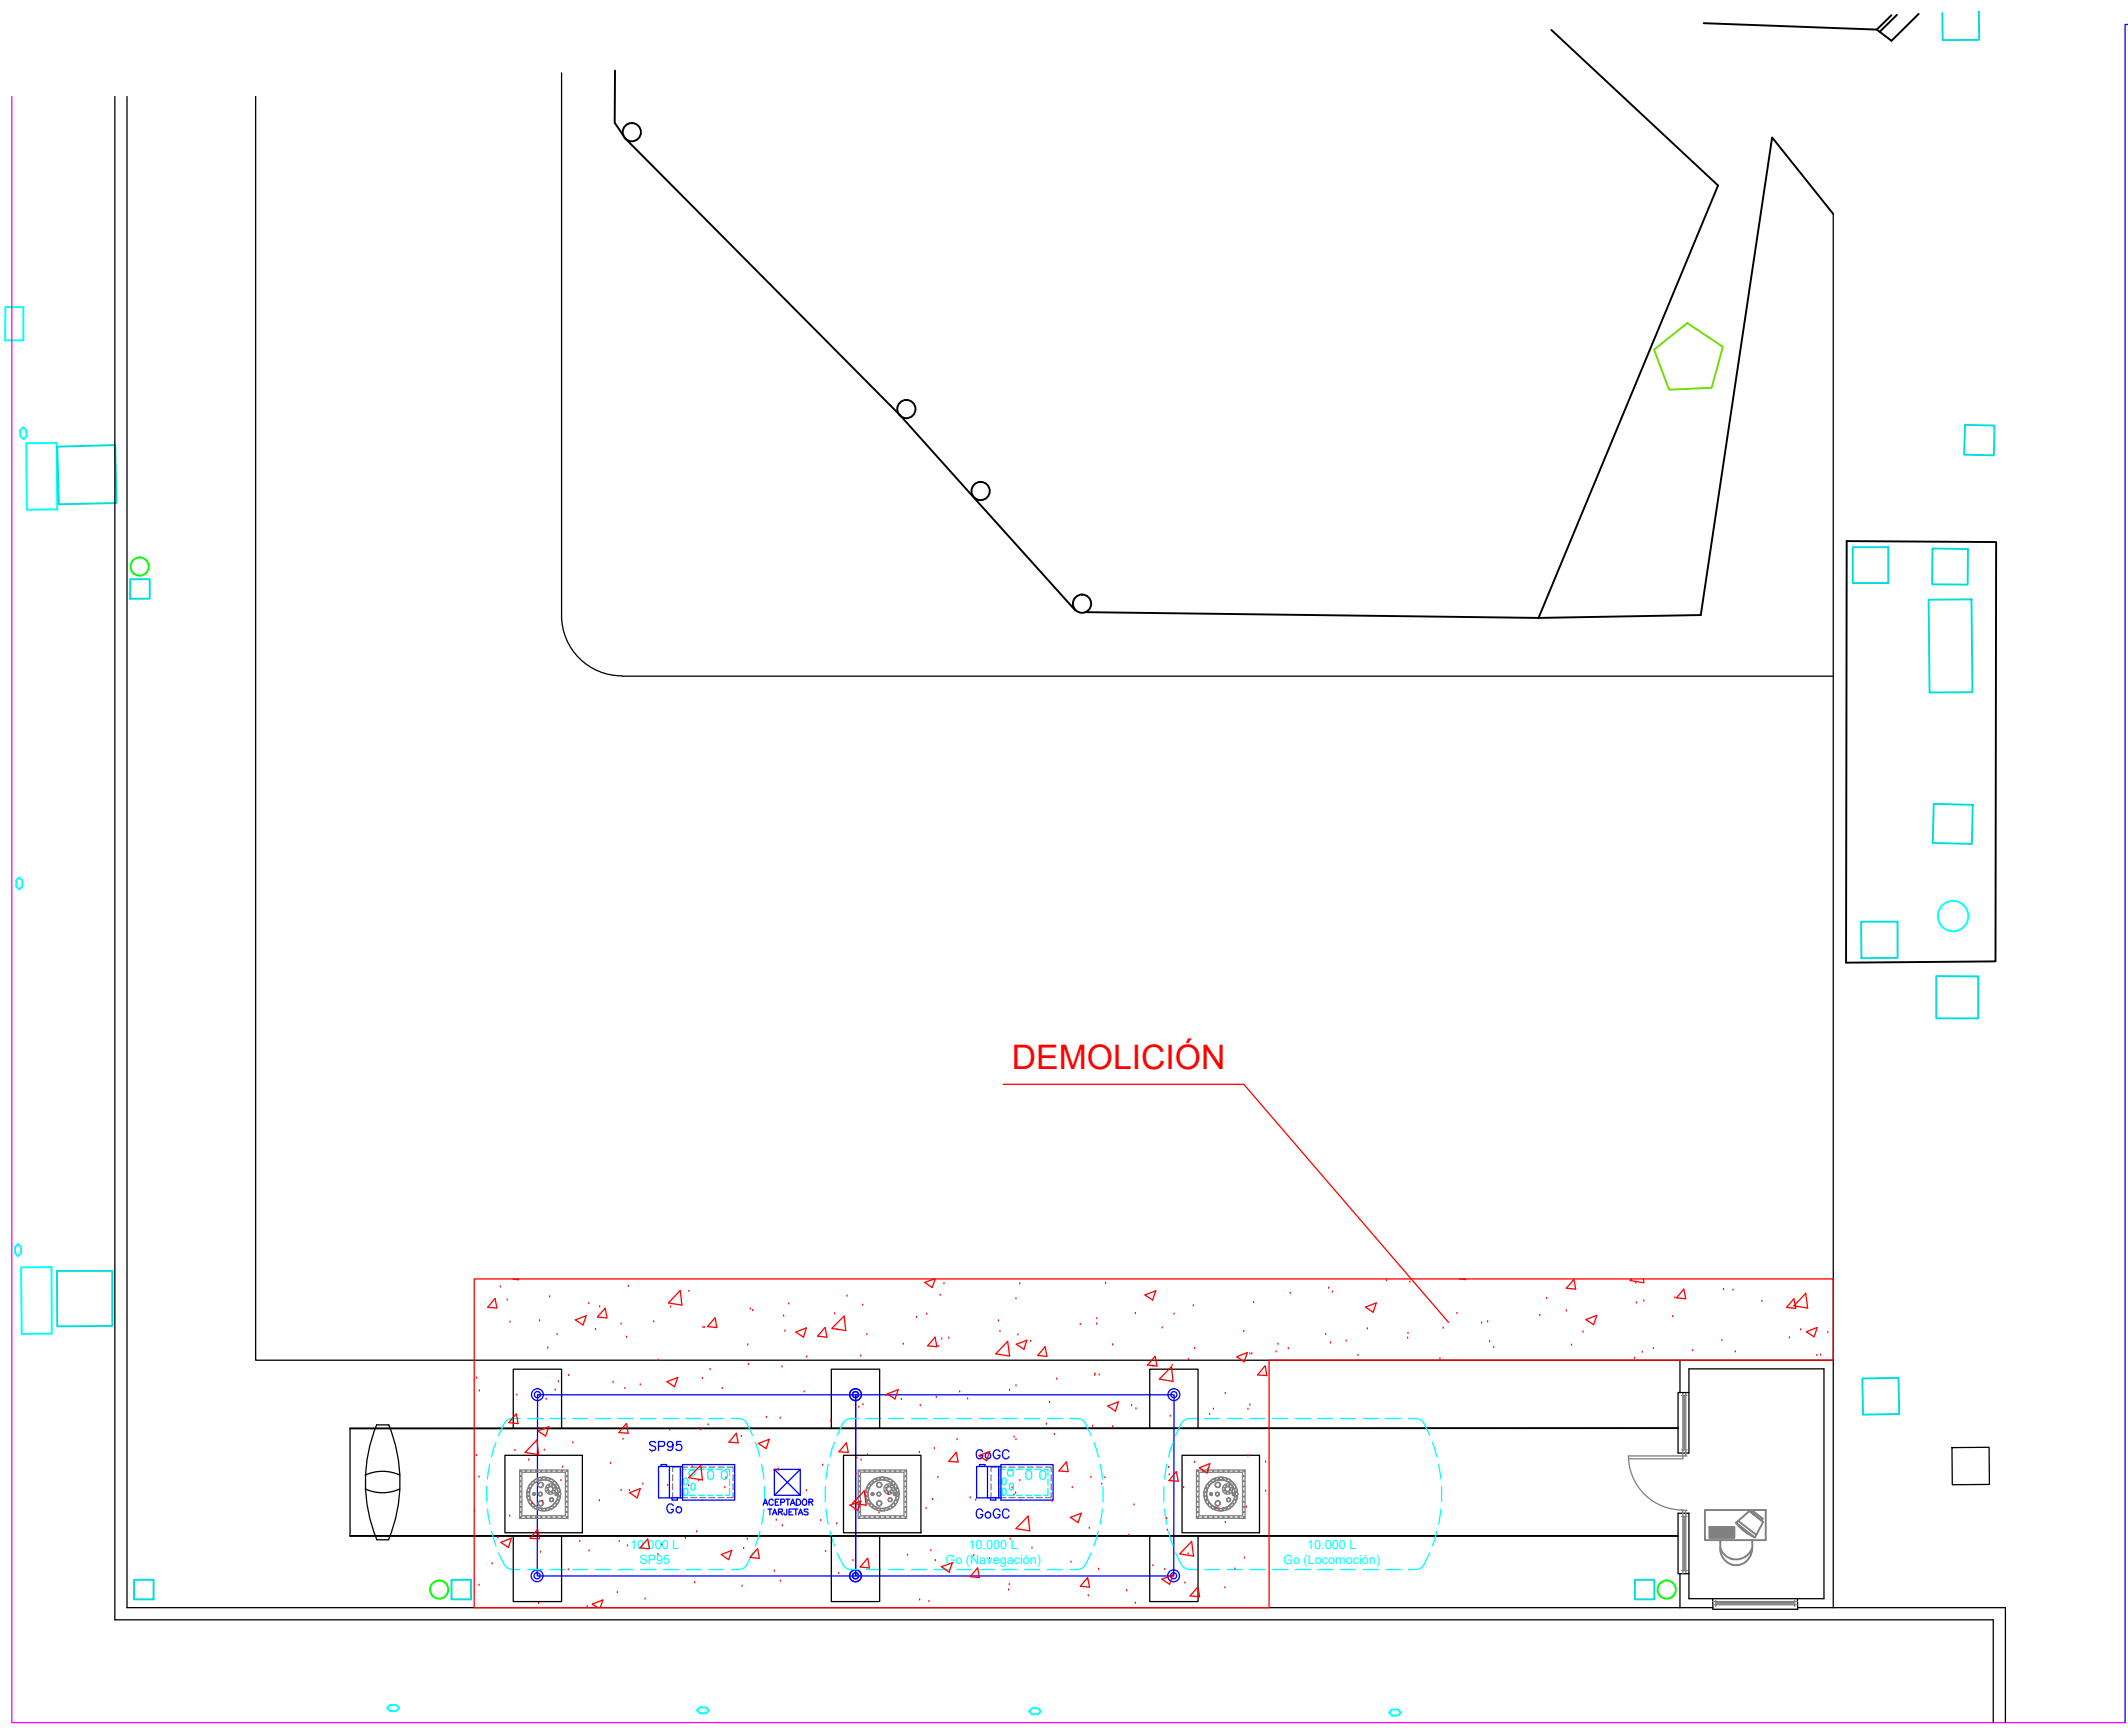 DEMOLICIÓN
SP95
Go
ACEPTADOR
TARJETAS
GoGC
GoGC
10.000 L
SP95
10.000 L
Go (Navegación)
10.000 L
Go (Locomoción)